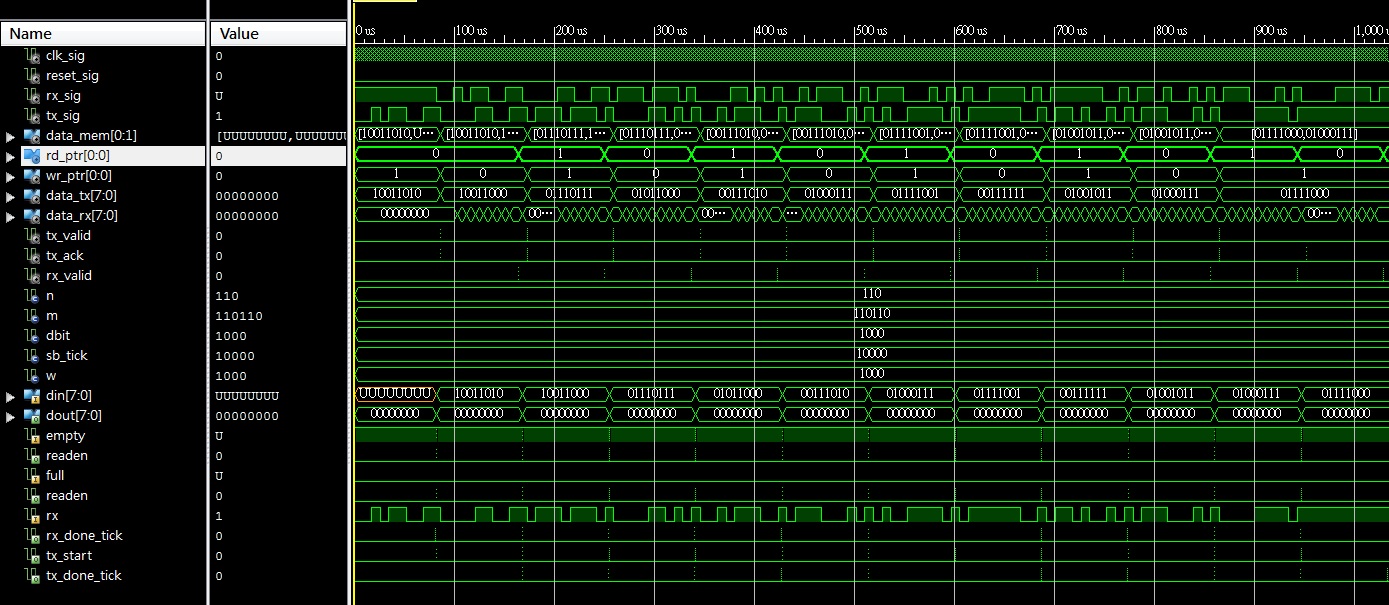 Name Value 0 us 100 us 200 us 300 us 400 us 500 us 600 us 700 us 800 us 900 us 1,000 u
clk_sig 0
reset_sig 0
rx_sig U
tx_sig 1
data_mem[0:1] [UUUUUUUU,UUUUUUU [10011010,U··· [10011010,1··· [01110111,1··· [01110111,0··· [00111010,0··· [00111010,0··· [01111001,0··· [01111001,0··· [01001011,0··· [01001011,0··· [01111000,01000111]
rd_ptr[0:0] 0 0 1 0 1 0 1 0 1 0 1 0
wr_ptr[0:0] 0 1 0 1 0 1 0 1 0 1 0 1
data_tx[7:0] 00000000 10011010 10011000 01110111 01011000 00111010 01000111 01111001 00111111 01001011 01000111 01111000
data_rx[7:0] 00000000 00000000 00··· 00··· ··· 00···
tx_valid 0
tx_ack 0
rx_valid 0
n 110 110
m 110110 110110
dbit 1000 1000
sb_tick 10000 10000
w 1000 1000
din[7:0] UUUUUUUU UUUUUUUU 10011010 10011000 01110111 01011000 00111010 01000111 01111001 00111111 01001011 01000111 01111000
dout[7:0] 00000000 00000000 00000000 00000000 00000000 00000000 00000000 00000000 00000000 00000000 00000000 00000000 00000000
empty U
readen 0
full U
readen 0
rx 1
rx_done_tick 0
tx_start 0
tx_done_tick 0